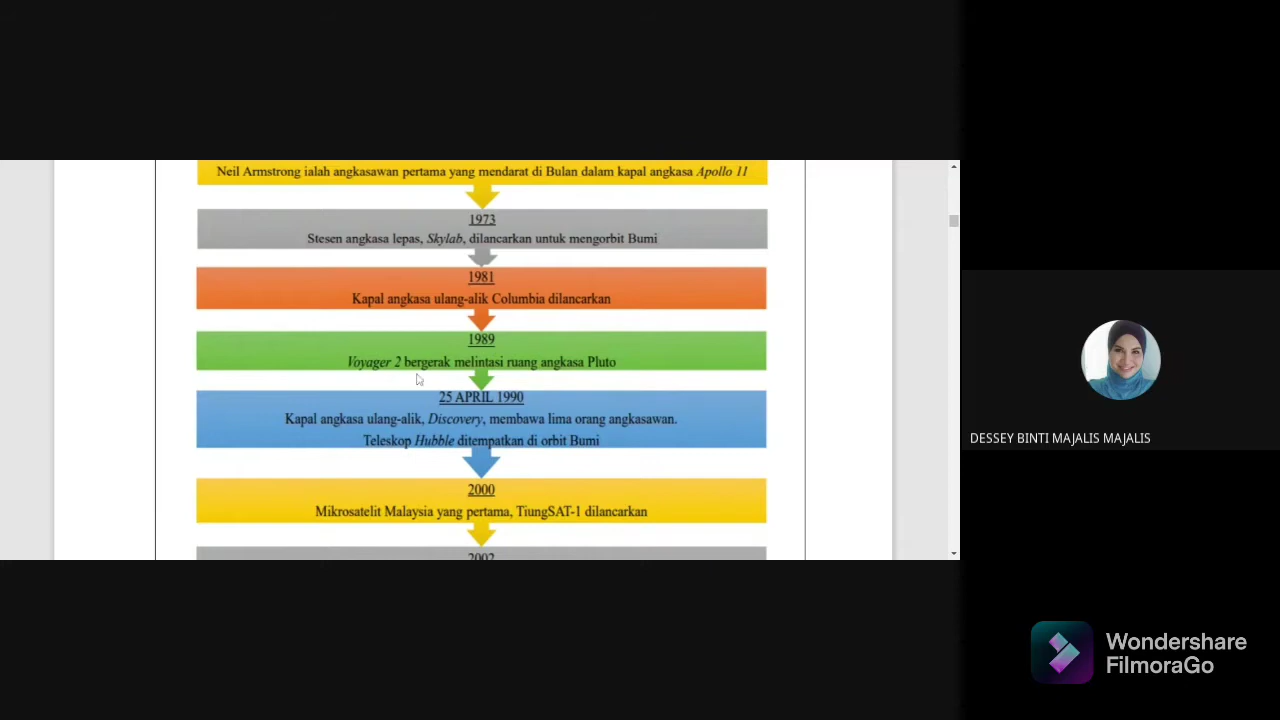 Neil Armstrong ialah angkasawan pertama yang mendarat di Bulan dalam kapal angkasa Apollo 11
1973
Stesen angkasa lepas, Skylab, dilancarkan untuk mengorbit Bumi
1981
Kapal angkasa ulang-alik Columbia dilancarkan
1989
Voyager 2 bergerak melintasi ruang angkasa Pluto
25 APRIL 1990
Kapal angkasa ulang-alik, Discovery, membawa lima orang angkasawan.
Teleskop Hubble ditempatkan di orbit Bumi
2000
Mikrosatelit Malaysia yang pertama, TiungSAT-1 dilancarkan
2002
DESSEY BINTI MAJALIS MAJALIS
Wondershare
FilmoraGo